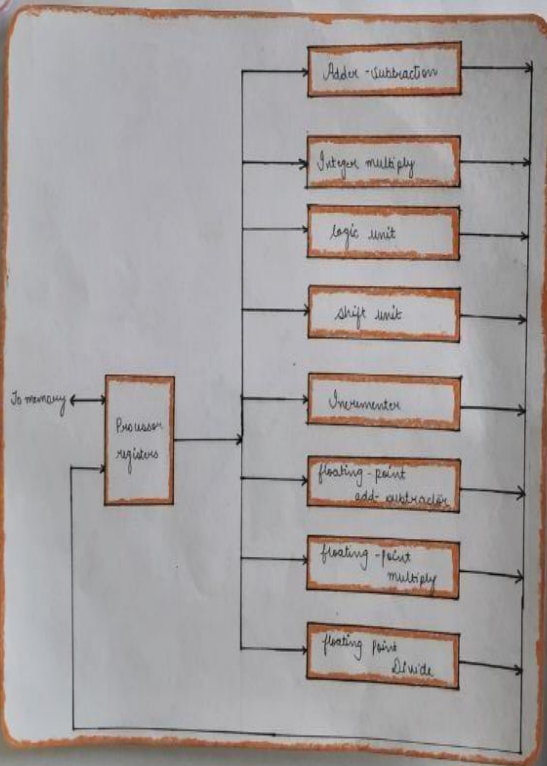 Adder-subtraction
Integer multiply
logic unit
shift unit
To memory
Processor
registers
Incrementer
floating-point
add-subtractor
floating-point
multiply
floating point
Divide